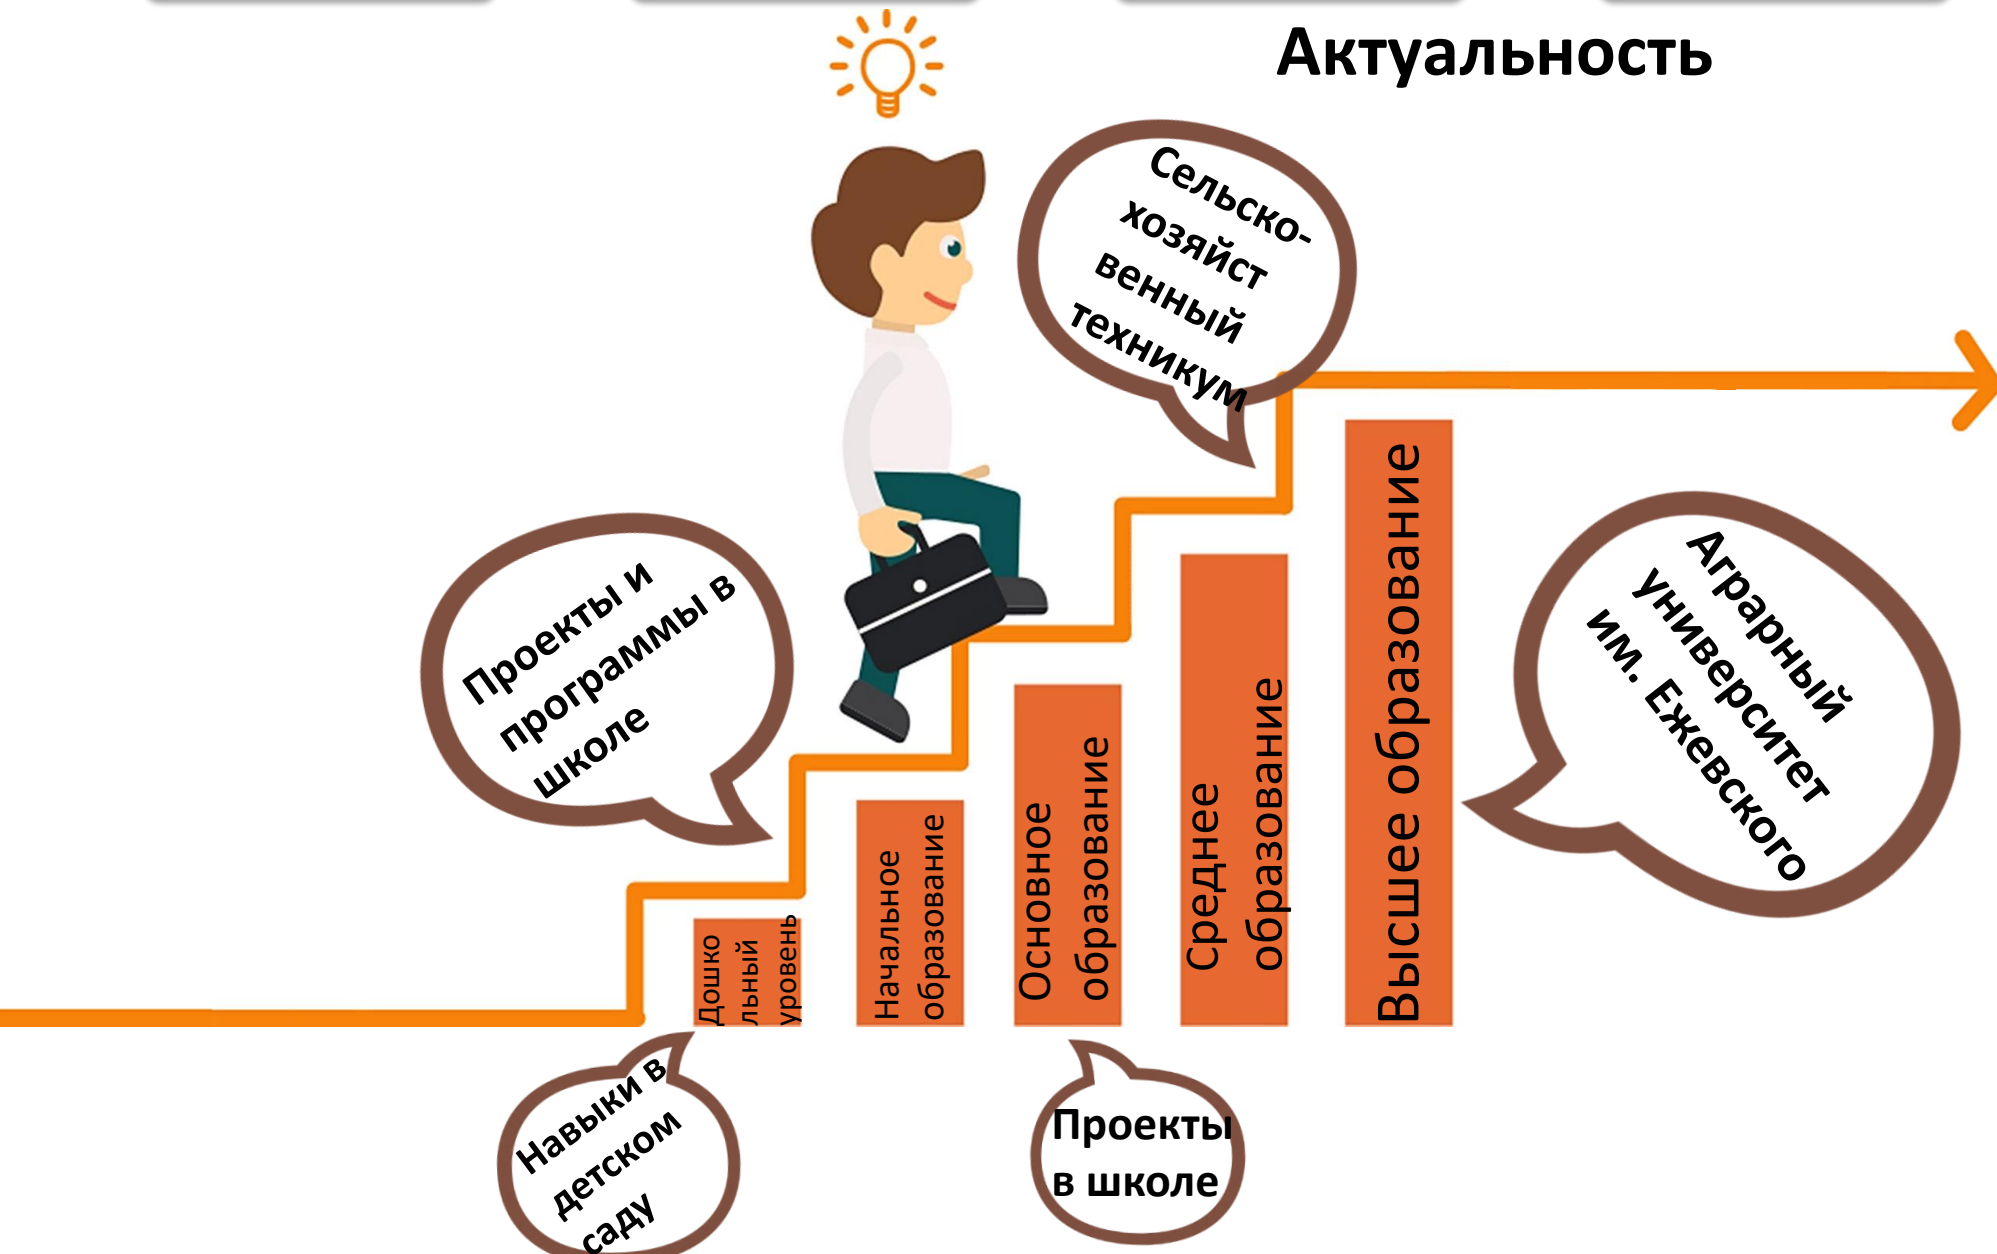 Актуальность
Сельско-
хозяйст
венный
техникум
Проекты и
программы в
школе
Аграрный
университет
им. Ежевского
Дошко
льный
уровень
Начальное
образование
Основное
образование
Среднее
образование
Высшее образование
Навыки в
детском
саду
Проекты
в школе